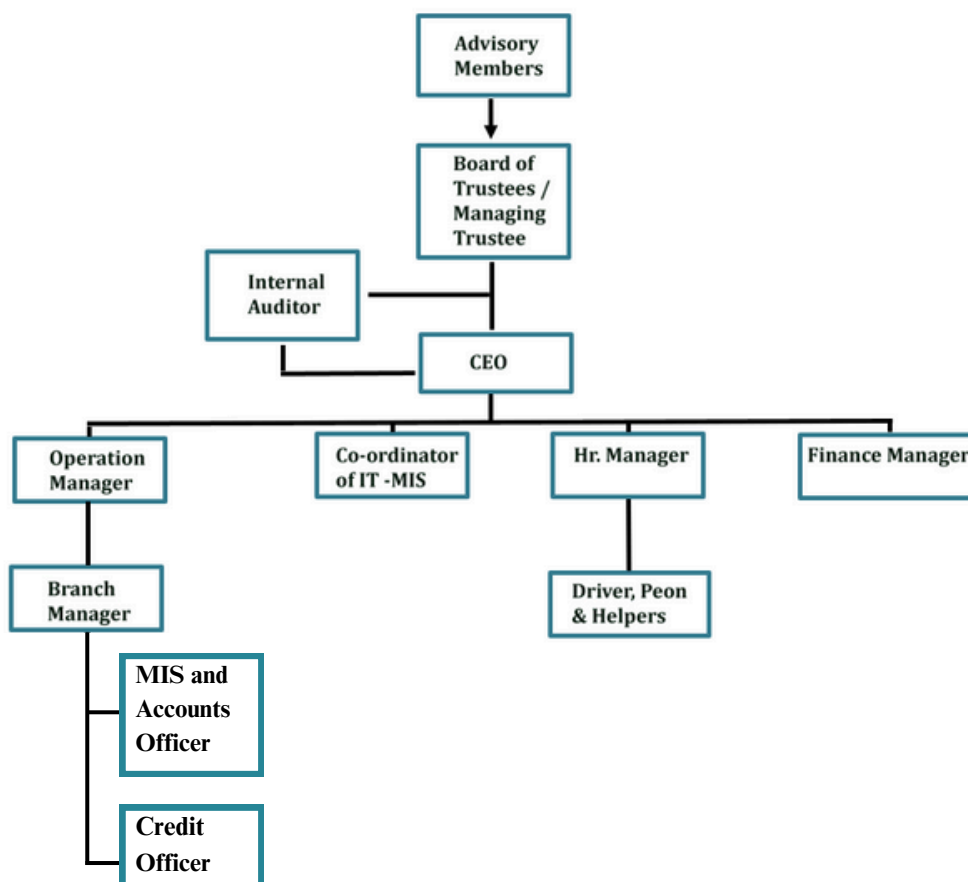 Advisory
Members
Board of
Trustees /
Managing
Trustee
Internal
Auditor
CEO
Operation
Manager
Co-ordinator
of IT -MIS
Hr. Manager
Finance Manager
Branch
Manager
Driver, Peon
& Helpers
MIS and
Accounts
Officer
Credit
Officer